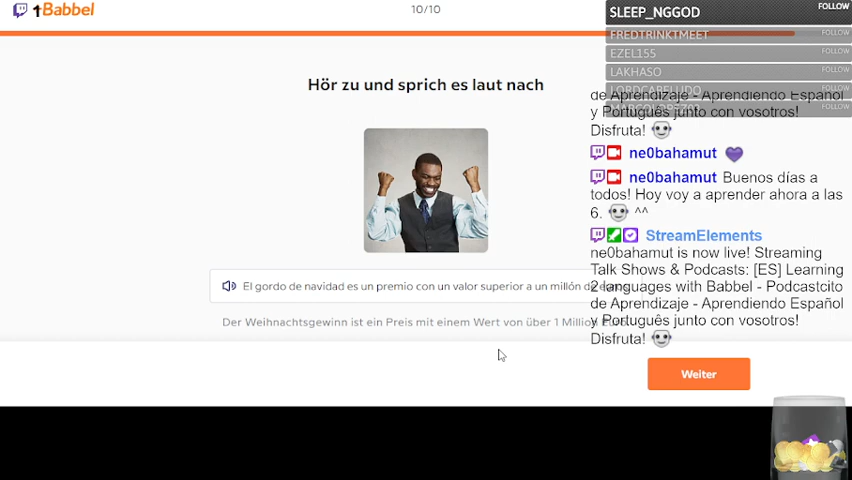 Babbel
10/10
SLEEP_NGGOD
FOLLOW
FREDTRINKTMEET
FOLLOW
EZEL155
FOLLOW
LAKHASO
FOLLOW
LORDCABELUDO
FOLLOW
FOLLOW
Hör zu und sprich es laut nach
El gordo de navidad es un premio con un valor superior a un millón de
Der Weihnachtsgewinn ist ein Preis mit einem Wert von über 1 Million
Weiter
de Aprendizaje - Aprendiendo Español
y Português junto con vosotros!
Disfruta!
ne0bahamut
ne0bahamut Buenos días a
todos! Hoy voy a aprender ahora a las
6. ^^
StreamElements
ne0bahamut is now live! Streaming
Talk Shows & Podcasts: [ES] Learning
2 languages with Babbel - Podcastcito
de Aprendizaje - Aprendiendo Español
y Português junto con vosotros!
Disfruta!